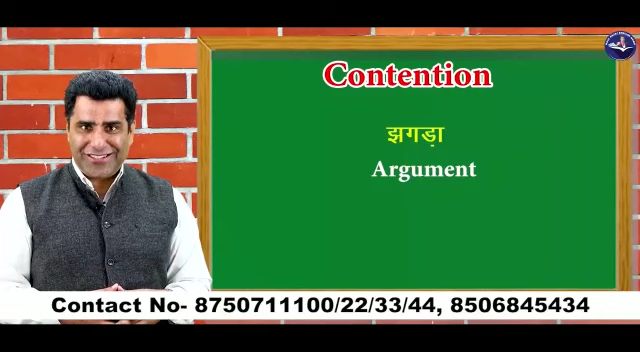 Contention
झगड़ा
Argument
Contact No- 8750711100/22/33/44, 8506845434